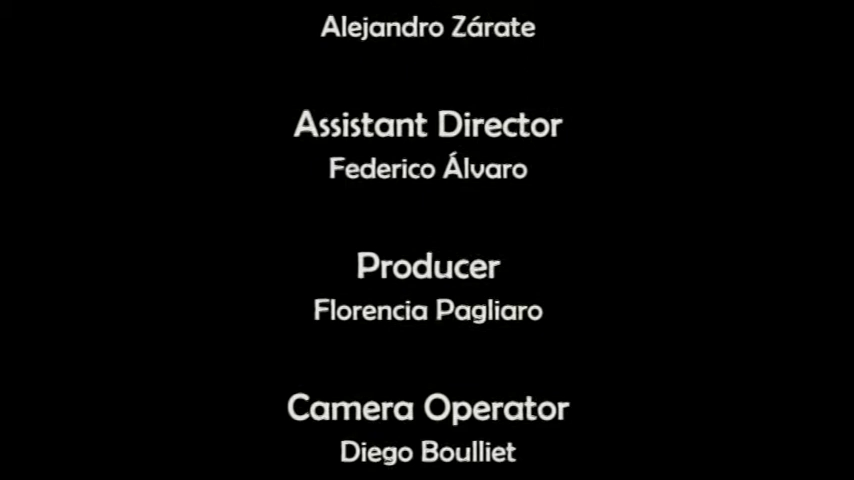 Alejandro Zárate
Assistant Director
Federico Álvaro
Producer
Florencia Pagliaro
Camera Operator
Diego Boulliet